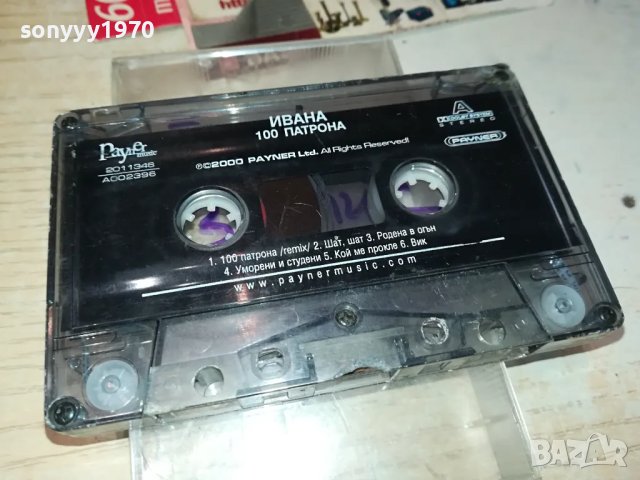 sonyyy1970
ИВАНА
100 ПАТРОНА
Payner music
2011346
A002396
©©2000 PAYNER Ltd. All Rights Reserved!
A
DOLBY SYSTEM
STEREO
PAYNER
12
1. 100 патрона /remix/ 2. Шат, шат 3. Родена в огън
4. Уморени и студени 5. Кой ме прокле 6. Вик
www.paynermusic.com
BAZAR